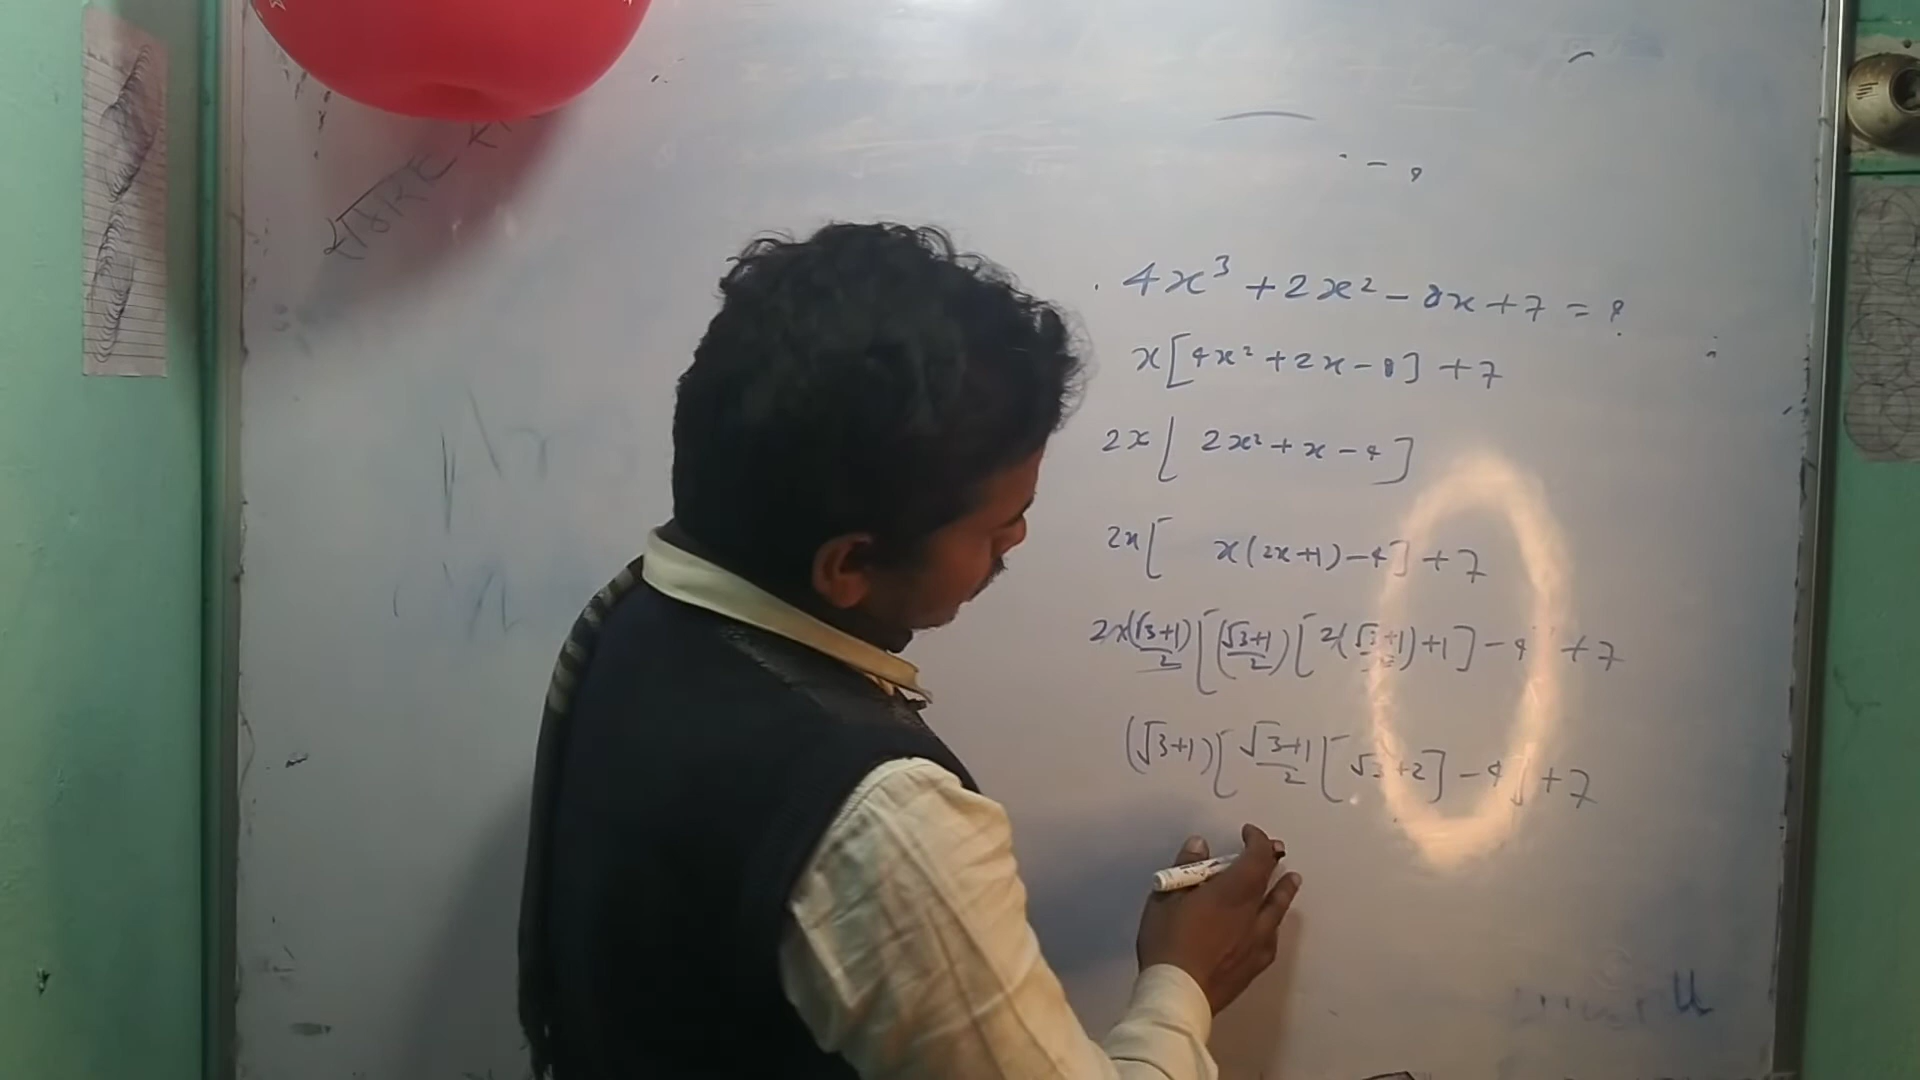 4x³ + 2x² - 8x + 7 = ?
x[4x² + 2x - 8] + 7
2x[ 2x² + x - 4]
2x[ x(2x+1) - 4] + 7
2x(√3+1)/2 [(√3+1)/2) [2(√3+1)/2) + 1] - 4] + 7
(√3+1)[ (√3+1)/2 [√3+2] - 4] + 7